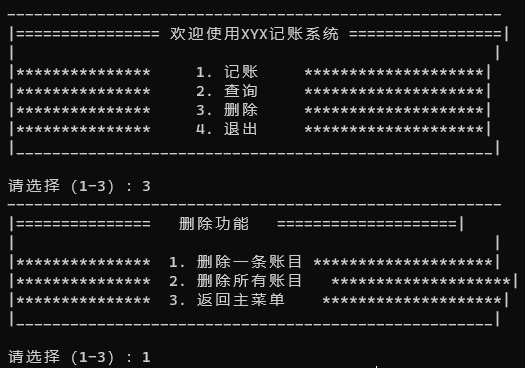 |================ 欢迎使用XYX记账系统 =================|
|***************     1. 记账     ********************|
|***************     2. 查询     ********************|
|***************     3. 删除     ********************|
|***************     4. 退出     ********************|
请选择 (1-3) : 3
|===============   删除功能   ====================|
|***************  1. 删除一条账目 ********************|
|***************  2. 删除所有账目   ********************|
|***************  3. 返回主菜单    ********************|
请选择 (1-3) : 1